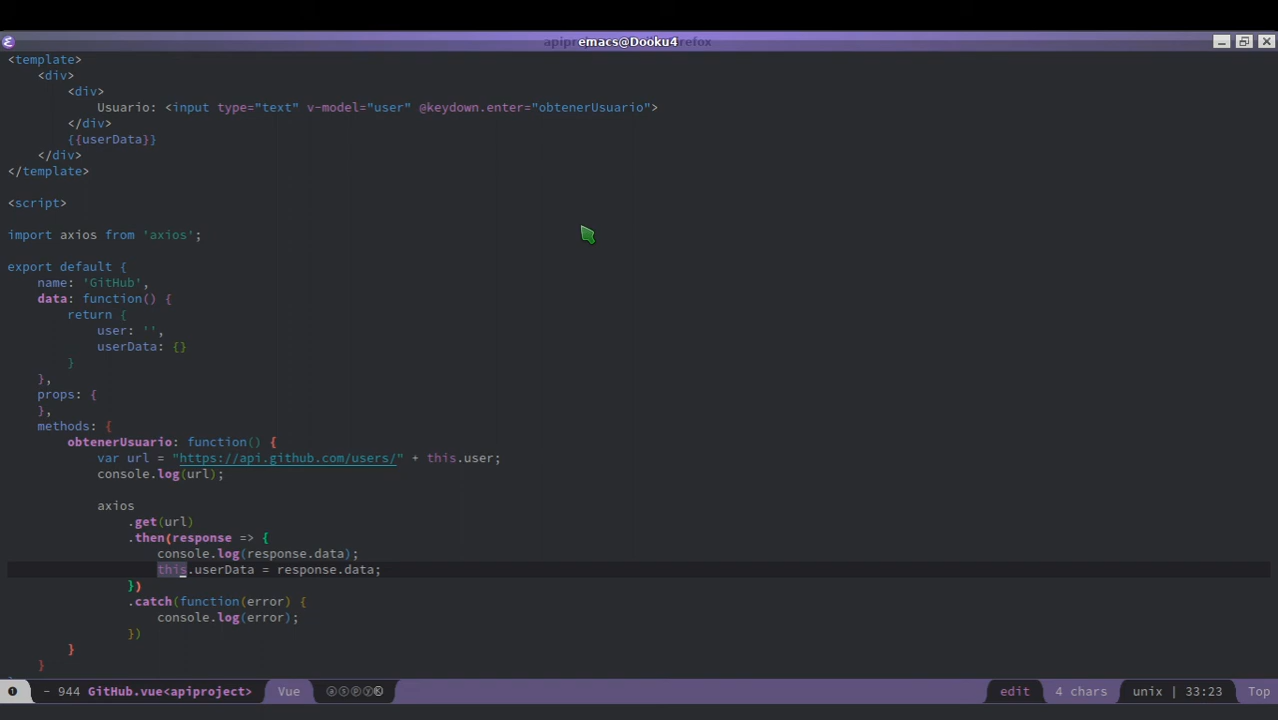 emacs@Dooku4
<template>
<div>
<div>
Usuario: <input type="text" v-model="user" @keydown.enter="obtenerUsuario">
</div>
{{userData}}
</div>
</template>
<script>
import axios from 'axios';
export default {
name: 'GitHub',
data: function() {
return {
user: '',
userData: {}
}
},
props: {
},
methods: {
obtenerUsuario: function() {
var url = "https://api.github.com/users/" + this.user;
console.log(url);
axios
.get(url)
.then(response => {
console.log(response.data);
this.userData = response.data;
})
.catch(function(error) {
console.log(error);
})
}
}
- 944 GitHub.vue<apiproject> Vue ⓐⓢⓟⓨⓀ edit 4 chars unix | 33:23 Top